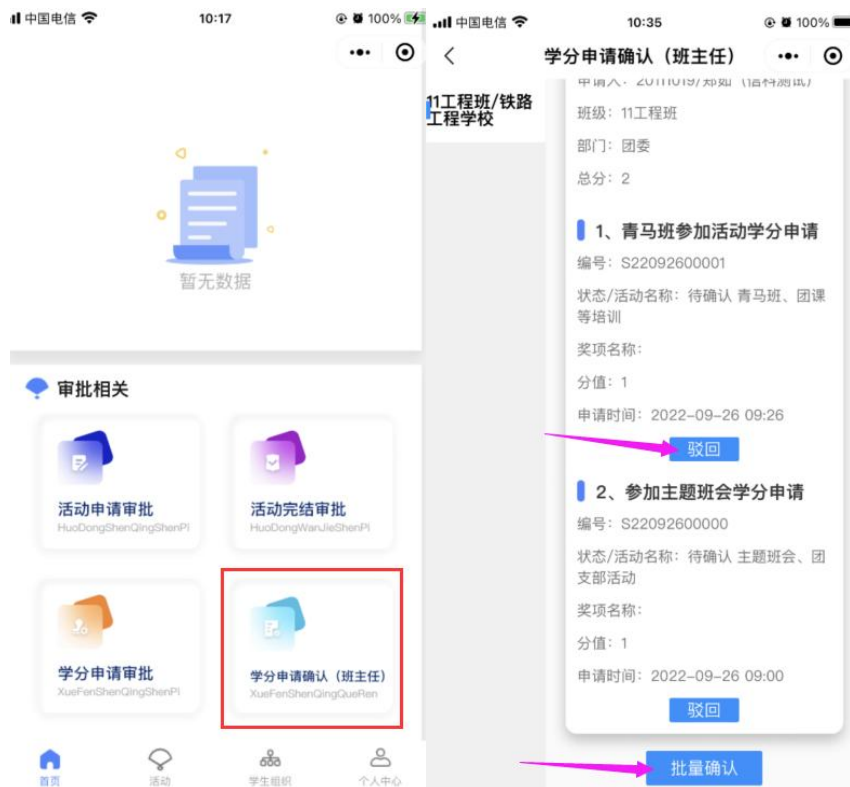 中国电信
10:17
100%
暂无数据
审批相关
活动申请审批
HuoDongShenQingShenPi
活动完结审批
HuoDongWanJieShenPi
学分申请审批
XueFenShenQingShenPi
学分申请确认（班主任）
XueFenShenQingQueRen
首页
活动
学生组织
个人中心
中国电信
10:35
100%
学分申请确认（班主任）
11工程班/铁路
工程学校
申请人：20111019/郑如（信科测试）
班级：11工程班
部门：团委
总分：2
1、青马班参加活动学分申请
编号：S22092600001
状态/活动名称：待确认 青马班、团课
等培训
奖项名称：
分值：1
申请时间：2022-09-26 09:26
驳回
2、参加主题班会学分申请
编号：S22092600000
状态/活动名称：待确认 主题班会、团
支部活动
奖项名称：
分值：1
申请时间：2022-09-26 09:00
驳回
批量确认